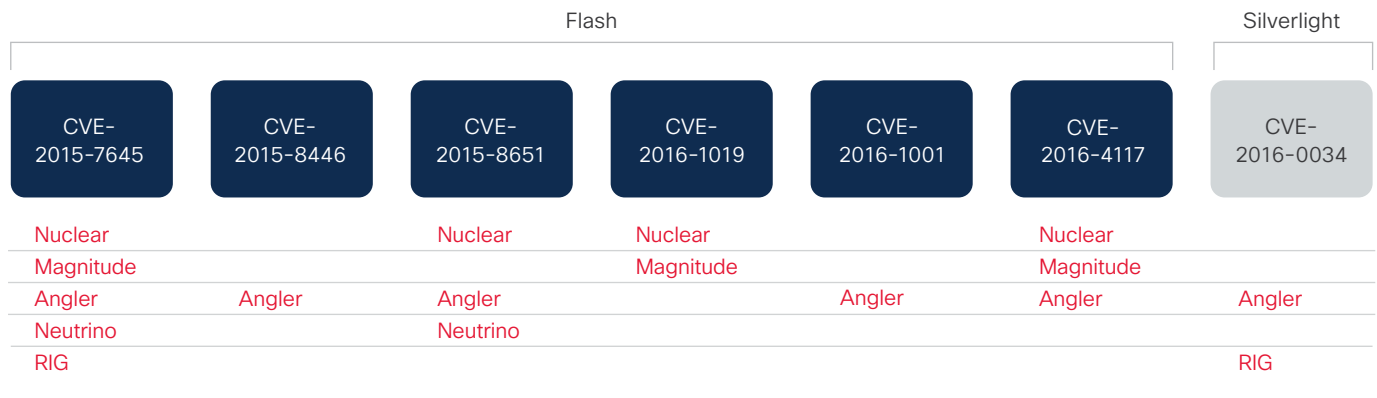 Flash Silverlight
CVE- CVE- CVE- CVE- CVE- CVE- CVE-
2015-7645 2015-8446 2015-8651 2016-1019 2016-1001 2016-4117 2016-0034
Nuclear Nuclear Nuclear Nuclear
Magnitude Magnitude Magnitude
Angler Angler Angler Angler Angler Angler
Neutrino Neutrino
RIG RIG